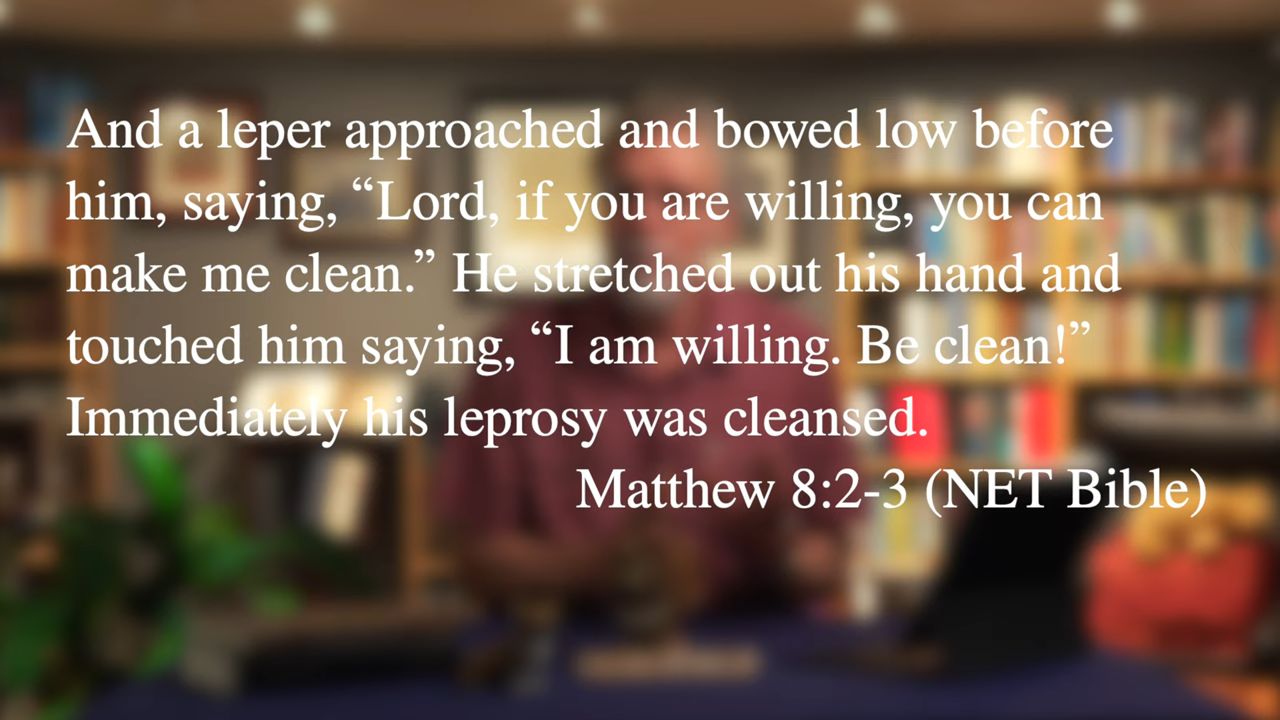 And a leper approached and bowed low before
him, saying, “Lord, if you are willing, you can
make me clean.” He stretched out his hand and
touched him saying, “I am willing. Be clean!”
Immediately his leprosy was cleansed.
Matthew 8:2-3 (NET Bible)